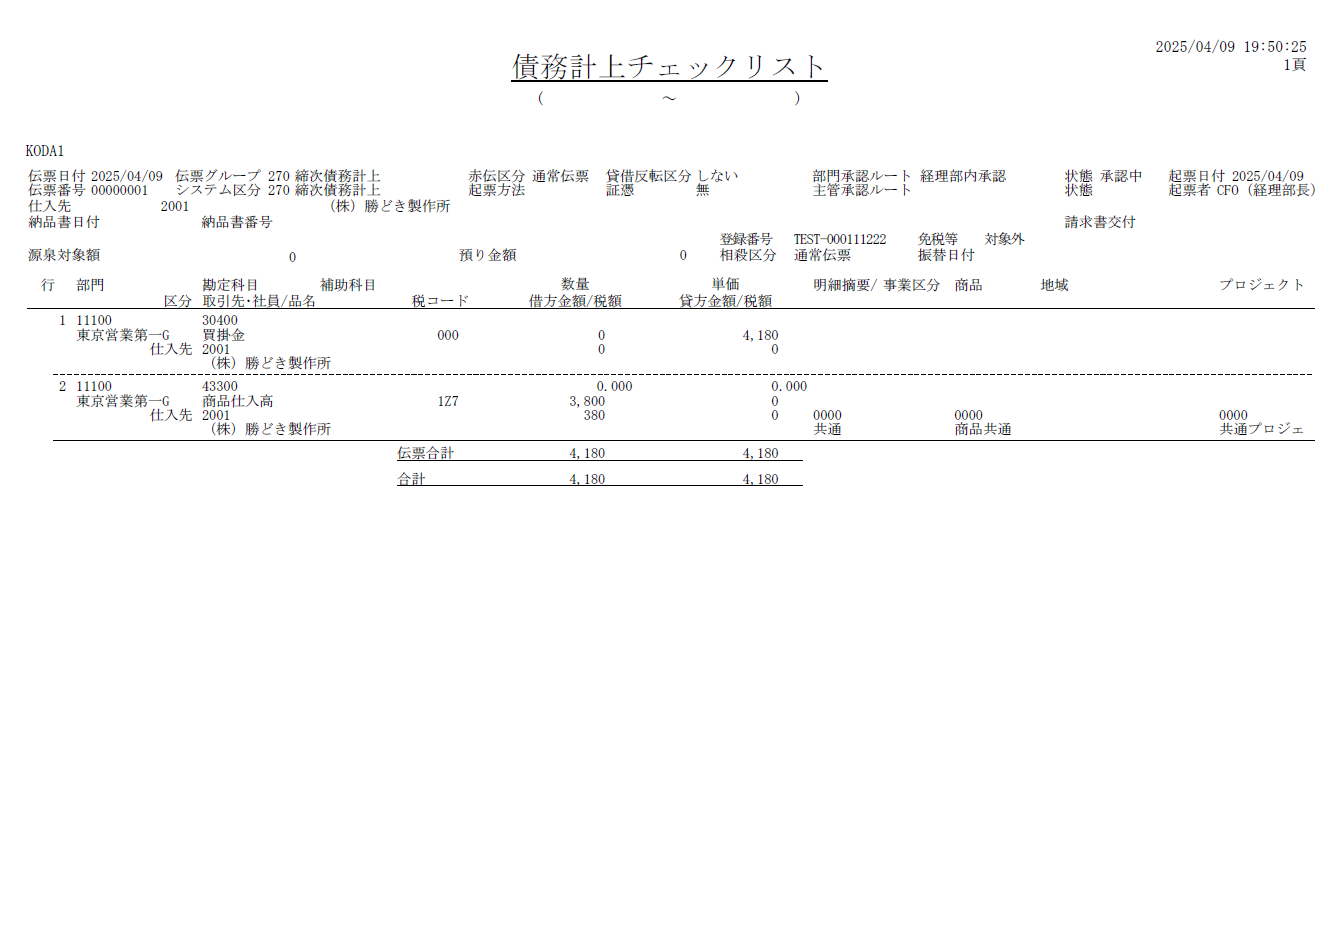 2025/04/09 19:50:25
債務計上チェックリスト
1頁
( ～ )
KODA1
伝票日付 2025/04/09 伝票グループ 270 締次債務計上 赤伝区分 通常伝票 貸借反転区分 しない 部門承認ルート 経理部内承認 状態 承認中 起票日付 2025/04/09
伝票番号 00000001 システム区分 270 締次債務計上 起票方法 証憑 無 主管承認ルート 状態 起票者 CFO (経理部長)
仕入先 2001 (株) 勝どき製作所
納品書日付 納品書番号 請求書交付
登録番号 TEST-000111222 免税等 対象外
源泉対象額 0 預り金額 0 相殺区分 通常伝票 振替日付
行 部門 勘定科目 補助科目 数量 単価 明細摘要/ 事業区分 商品 地域 プロジェクト
区分 取引先・社員/品名 税コード 借方金額/税額 貸方金額/税額
1 11100 30400
東京営業第一G 買掛金 000 0 4,180
仕入先 2001 0 0
(株) 勝どき製作所
2 11100 43300 0.000 0.000
東京営業第一G 商品仕入高 1Z7 3,800 0
仕入先 2001 380 0 0000 0000 0000
(株) 勝どき製作所 共通 商品共通 共通プロジェ
伝票合計 4,180 4,180
合計 4,180 4,180